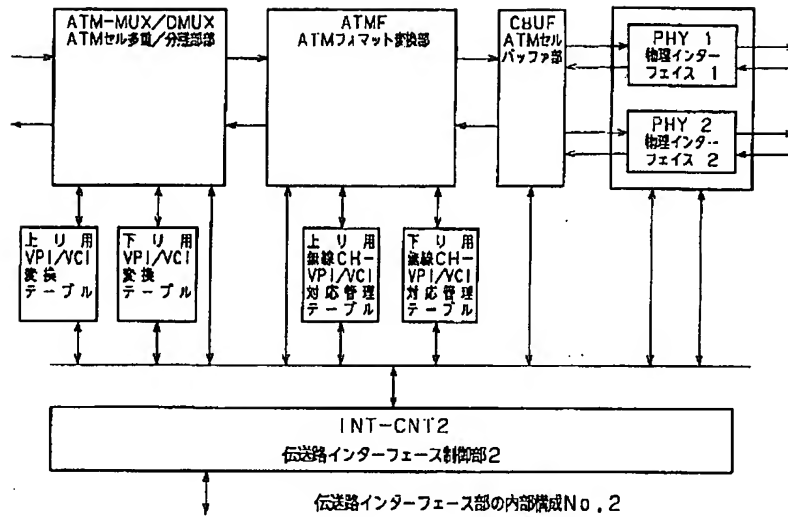 ATM-MUX/DMUX
ATMセル多重/分離部部
ATMF
ATMフォーマット変換部
CBUF
ATMセル
バッファ部
PHY 1
物理インター
フェイス 1
PHY 2
物理インター
フェイス 2
上り用
VPI/VCI
変換
テーブル
下り用
VPI/VCI
変換
テーブル
上り用
無線CH-
VPI/VCI
対応管理
テーブル
下り用
無線CH-
VPI/VCI
対応管理
テーブル
INT-CNT2
伝送路インターフェース制御部2
伝送路インターフェース部の内部構成No.2